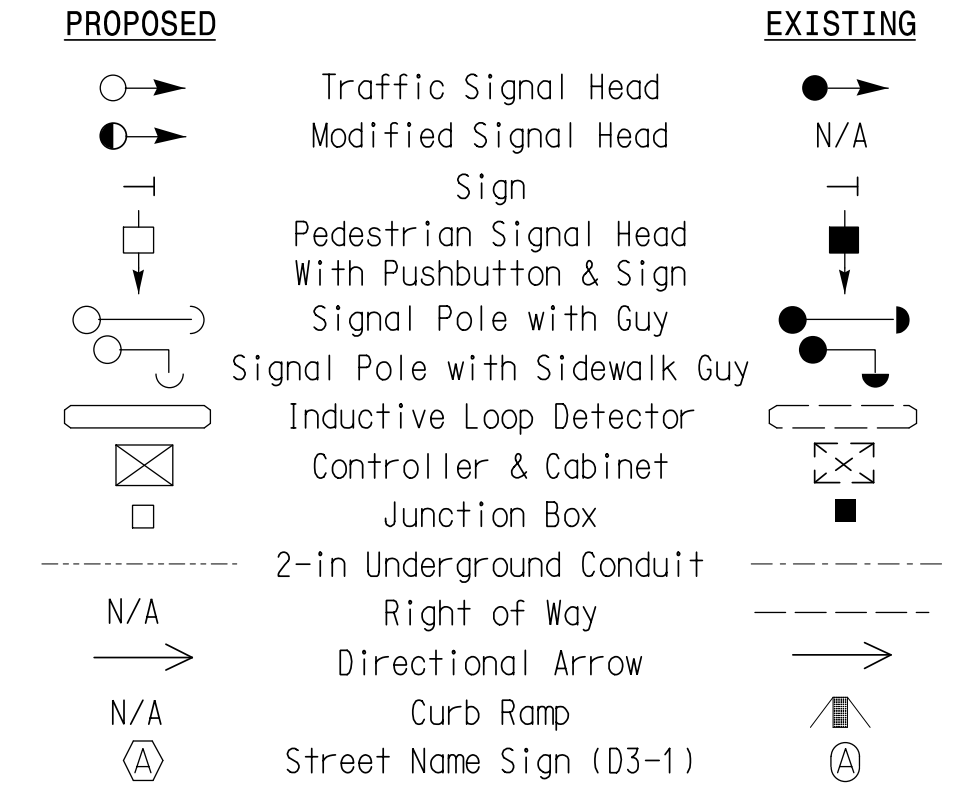 PROPOSED EXISTING
Traffic Signal Head
Modified Signal Head N/A
Sign
Pedestrian Signal Head
With Pushbutton & Sign
Signal Pole with Guy
Signal Pole with Sidewalk Guy
Inductive Loop Detector
Controller & Cabinet
Junction Box
2-in Underground Conduit
N/A Right of Way
Directional Arrow
N/A Curb Ramp
A Street Name Sign (D3-1) A